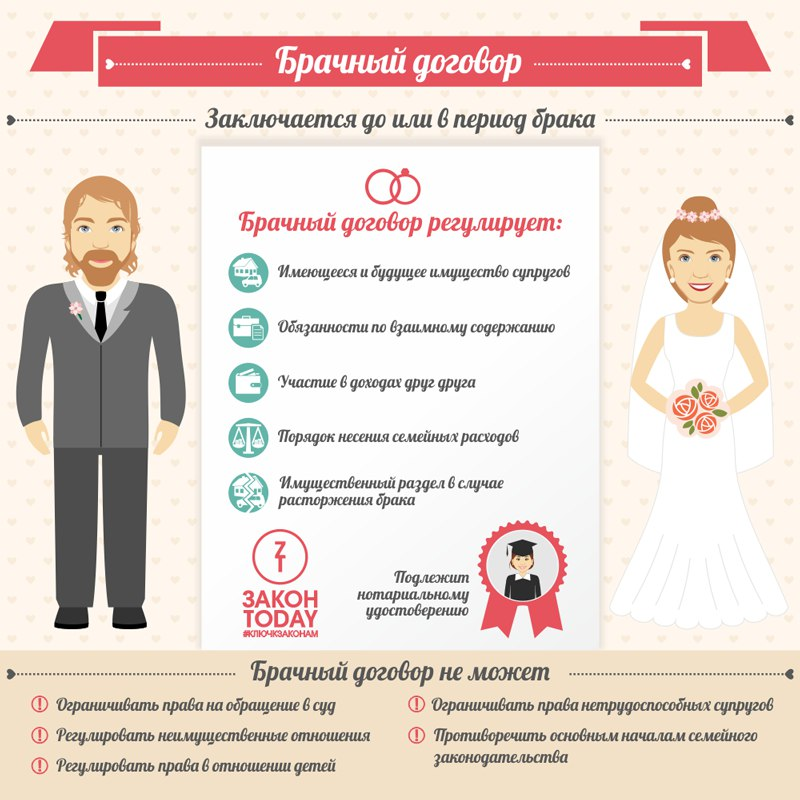 Брачный договор
Заключается до или в период брака
Брачный договор регулирует:
Имеющееся и будущее имущество супругов
Обязанности по взаимному содержанию
Участие в доходах друг друга
Порядок несения семейных расходов
Имущественный раздел в случае
расторжения брака
ZT
ЗАКОН
TODAY
#КЛЮЧКЗАКОНАМ
Подлежит
нотариальному
удостоверению
Брачный договор не может
Ограничивать права на обращение в суд
Регулировать неимущественные отношения
Регулировать права в отношении детей
Ограничивать права нетрудоспособных супругов
Противоречить основным началам семейного
законодательства